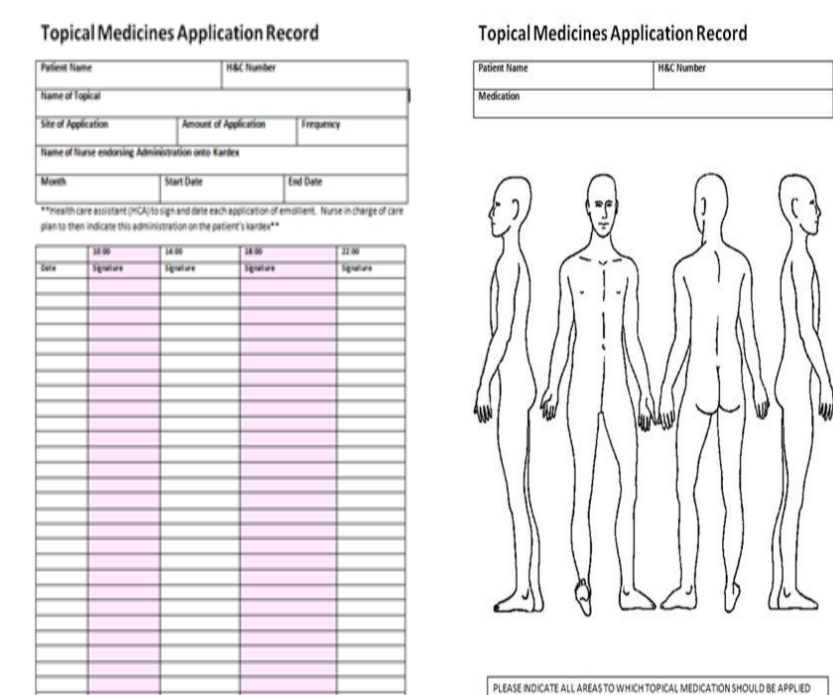 Topical Medicines Application Record
Patient Name H&C Number
Name of Topical
Site of Application Amount of Application Frequency
Name of Nurse endorsing Administration onto Kardex
Month Start Date End Date
**Health care assistant (HCA) to sign and date each application of emollient. Nurse in charge of care
plan to then indicate this administration on the patient's kardex**
10:00 14:00 18:00 22:00
Date Signature Signature Signature Signature
Topical Medicines Application Record
Patient Name H&C Number
Medication
PLEASE INDICATE ALL AREAS TO WHICH TOPICAL MEDICATION SHOULD BE APPLIED